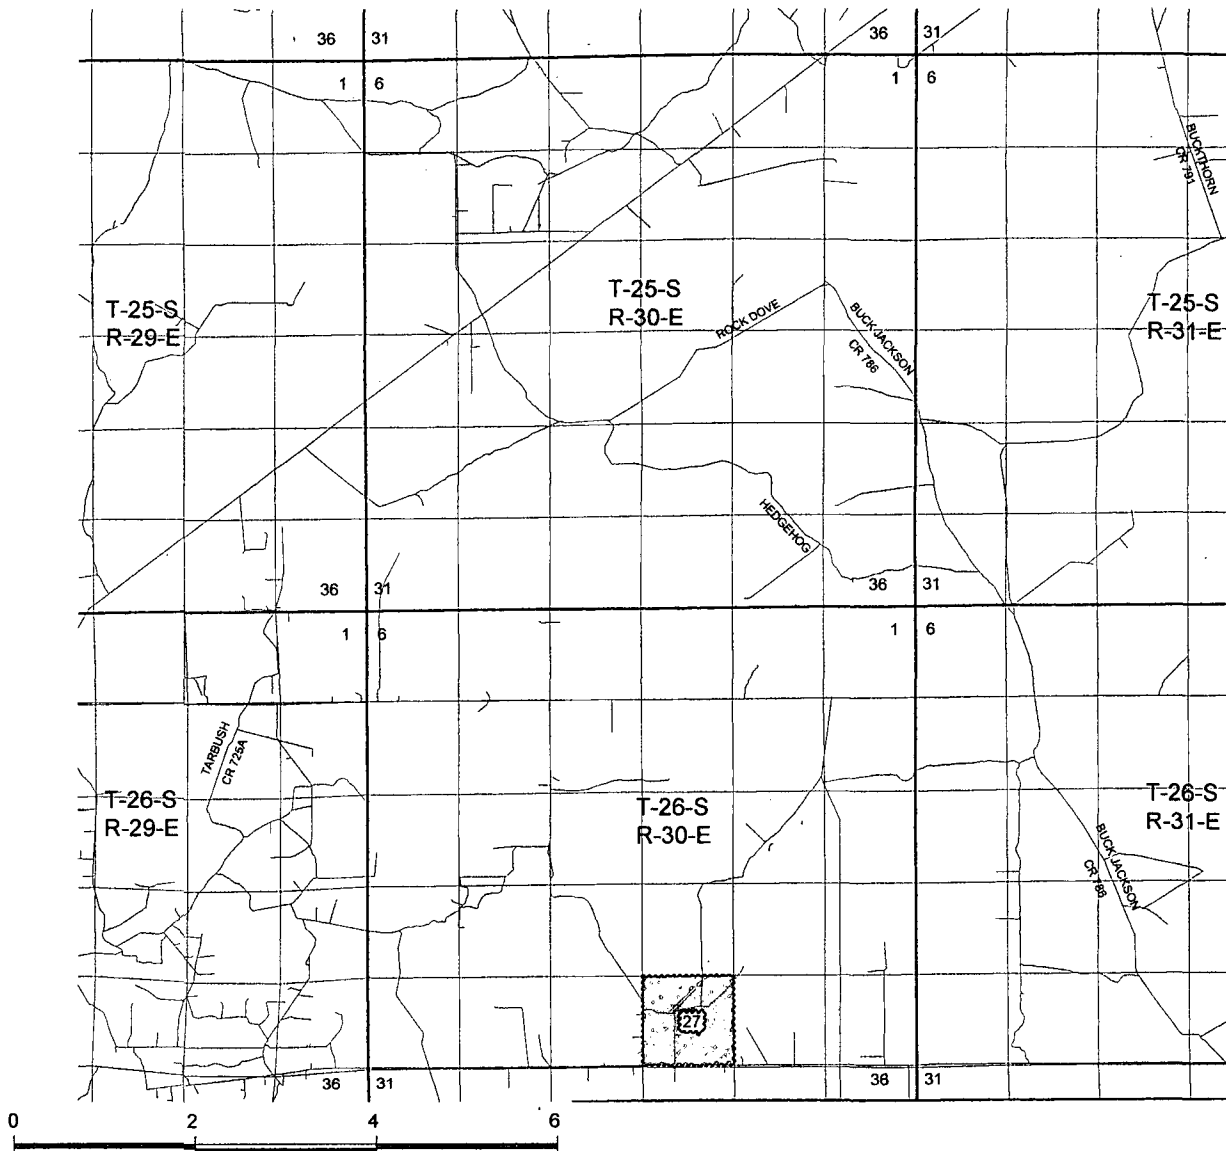 36 31
36 31
1 6
1 6
BUCKTHORN
CR 791
T-25-S
R-29-E
T-25-S
R-30-E
T-25-S
R-31-E
ROCK DOVE
BUCK JACKSON
CR 786
HEDGEHOG
36 31
36 31
1 6
1 6
TARBUSH
CR 725A
T-26-S
R-29-E
T-26-S
R-30-E
T-26-S
R-31-E
BUCK JACKSON
CR 786
27
36 31
36 31
0 2 4 6